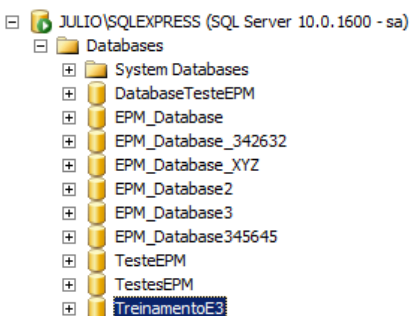 JULIO\SQLEXPRESS (SQL Server 10.0.1600 - sa)
Databases
System Databases
DatabaseTesteEPM
EPM_Database
EPM_Database_342632
EPM_Database_XYZ
EPM_Database2
EPM_Database3
EPM_Database345645
TesteEPM
TestesEPM
TreinamentoE3